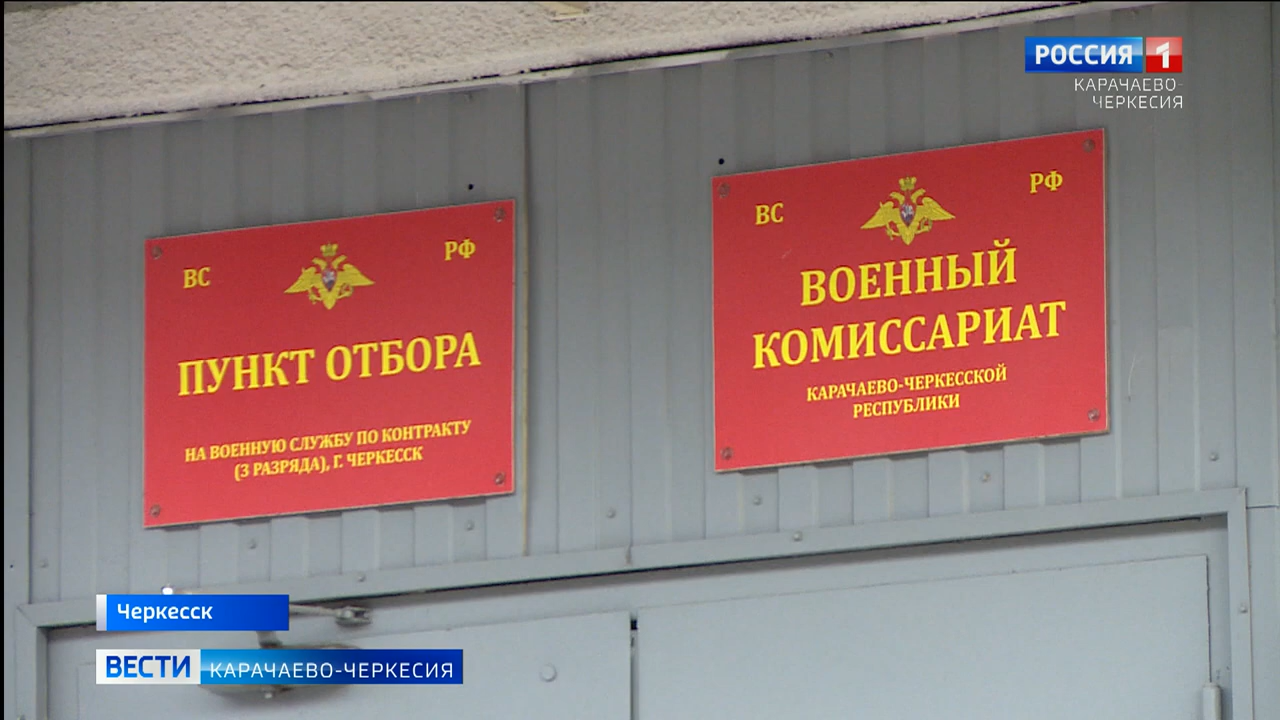 РОССИЯ 1
КАРАЧАЕВО-
ЧЕРКЕСИЯ
ВС РФ
ПУНКТ ОТБОРА
НА ВОЕННУЮ СЛУЖБУ ПО КОНТРАКТУ
(3 РАЗРЯДА), Г. ЧЕРКЕССК
ВС РФ
ВОЕННЫЙ
КОМИССАРИАТ
КАРАЧАЕВО-ЧЕРКЕССКОЙ
РЕСПУБЛИКИ
Черкесск
ВЕСТИ КАРАЧАЕВО-ЧЕРКЕСИЯ